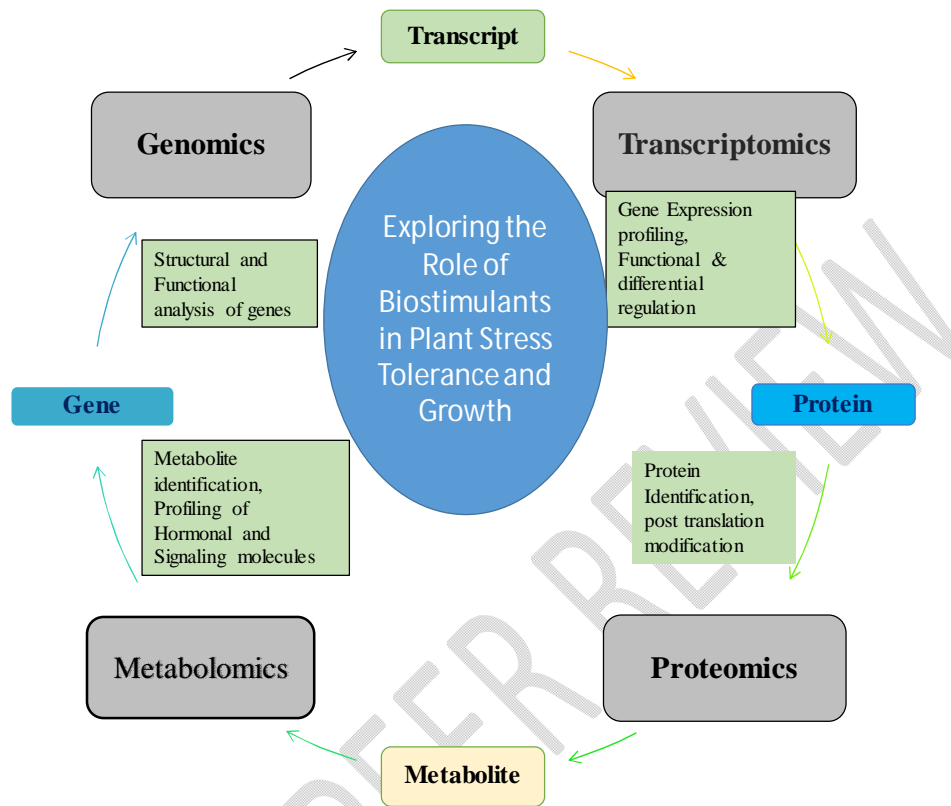 Transcript
Genomics
Transcriptomics
Exploring the
Role of
Biostimulants
in Plant Stress
Tolerance and
Growth
Gene Expression
profiling,
Functional &
differential
regulation
Structural and
Functional
analysis of genes
Gene
Protein
Metabolite
identification,
Profiling of
Hormonal and
Signaling molecules
Protein
Identification,
post translation
modification
Metabolomics
Proteomics
Metabolite
PEER REVIEW